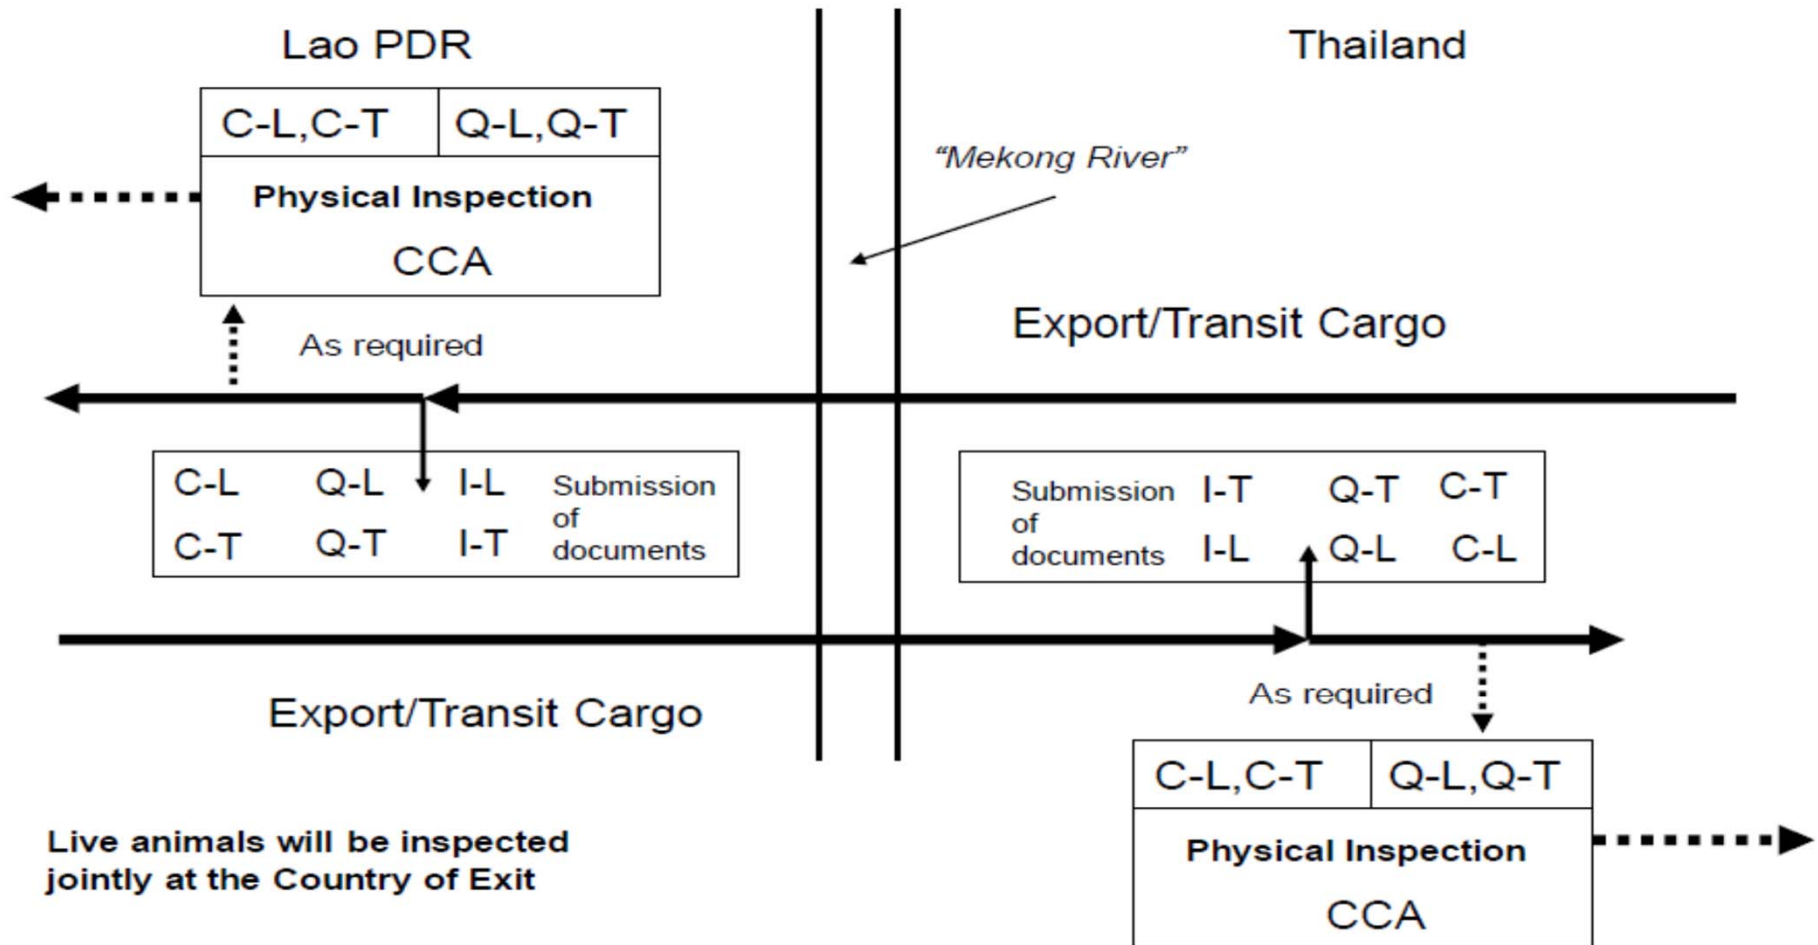 Lao PDR
Thailand
C-L,C-T
Q-L,Q-T
Physical Inspection
CCA
“Mekong River”
As required
Export/Transit Cargo
C-L Q-L I-L
C-T Q-T I-T
Submission
of
documents
Submission
of
documents
I-T Q-T C-T
I-L Q-L C-L
Export/Transit Cargo
As required
C-L,C-T
Q-L,Q-T
Physical Inspection
CCA
Live animals will be inspected
jointly at the Country of Exit